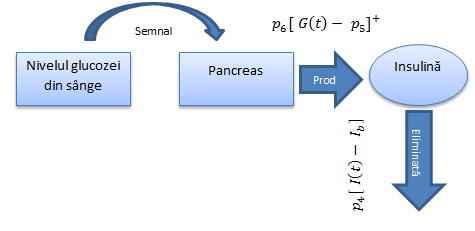 Semnal
p₆[ G(t) − p₅]⁺
Nivelul glucozei
din sânge
Pancreas
Prod
Insulină
p₄[ I(t) − I_b]
Eliminată